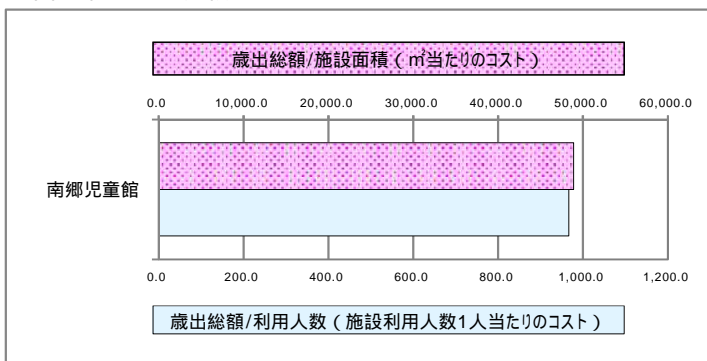 歳出総額/施設面積（㎡当たりのコスト）
0.0 10,000.0 20,000.0 30,000.0 40,000.0 50,000.0 60,000.0
南郷児童館
0.0 200.0 400.0 600.0 800.0 1,000.0 1,200.0
歳出総額/利用人数（施設利用人数1人当たりのコスト）